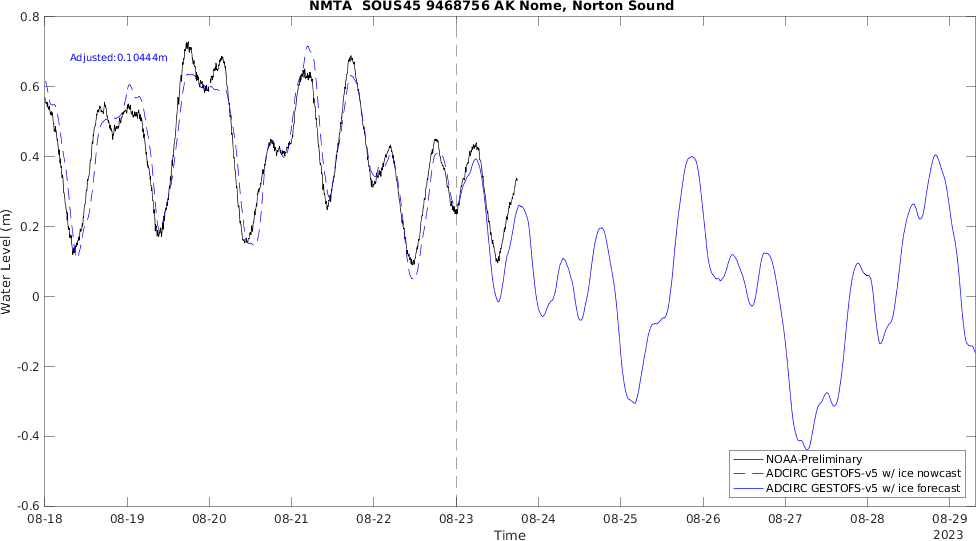 NMTA SOUS45 9468756 AK Nome, Norton Sound
Adjusted:0.10444m
Water Level (m)
0.8
0.6
0.4
0.2
0
-0.2
-0.4
-0.6
NOAA-Preliminary
ADCIRC GESTOFS-v5 w/ ice nowcast
ADCIRC GESTOFS-v5 w/ ice forecast
08-18 08-19 08-20 08-21 08-22 08-23 08-24 08-25 08-26 08-27 08-28 08-29
Time
2023